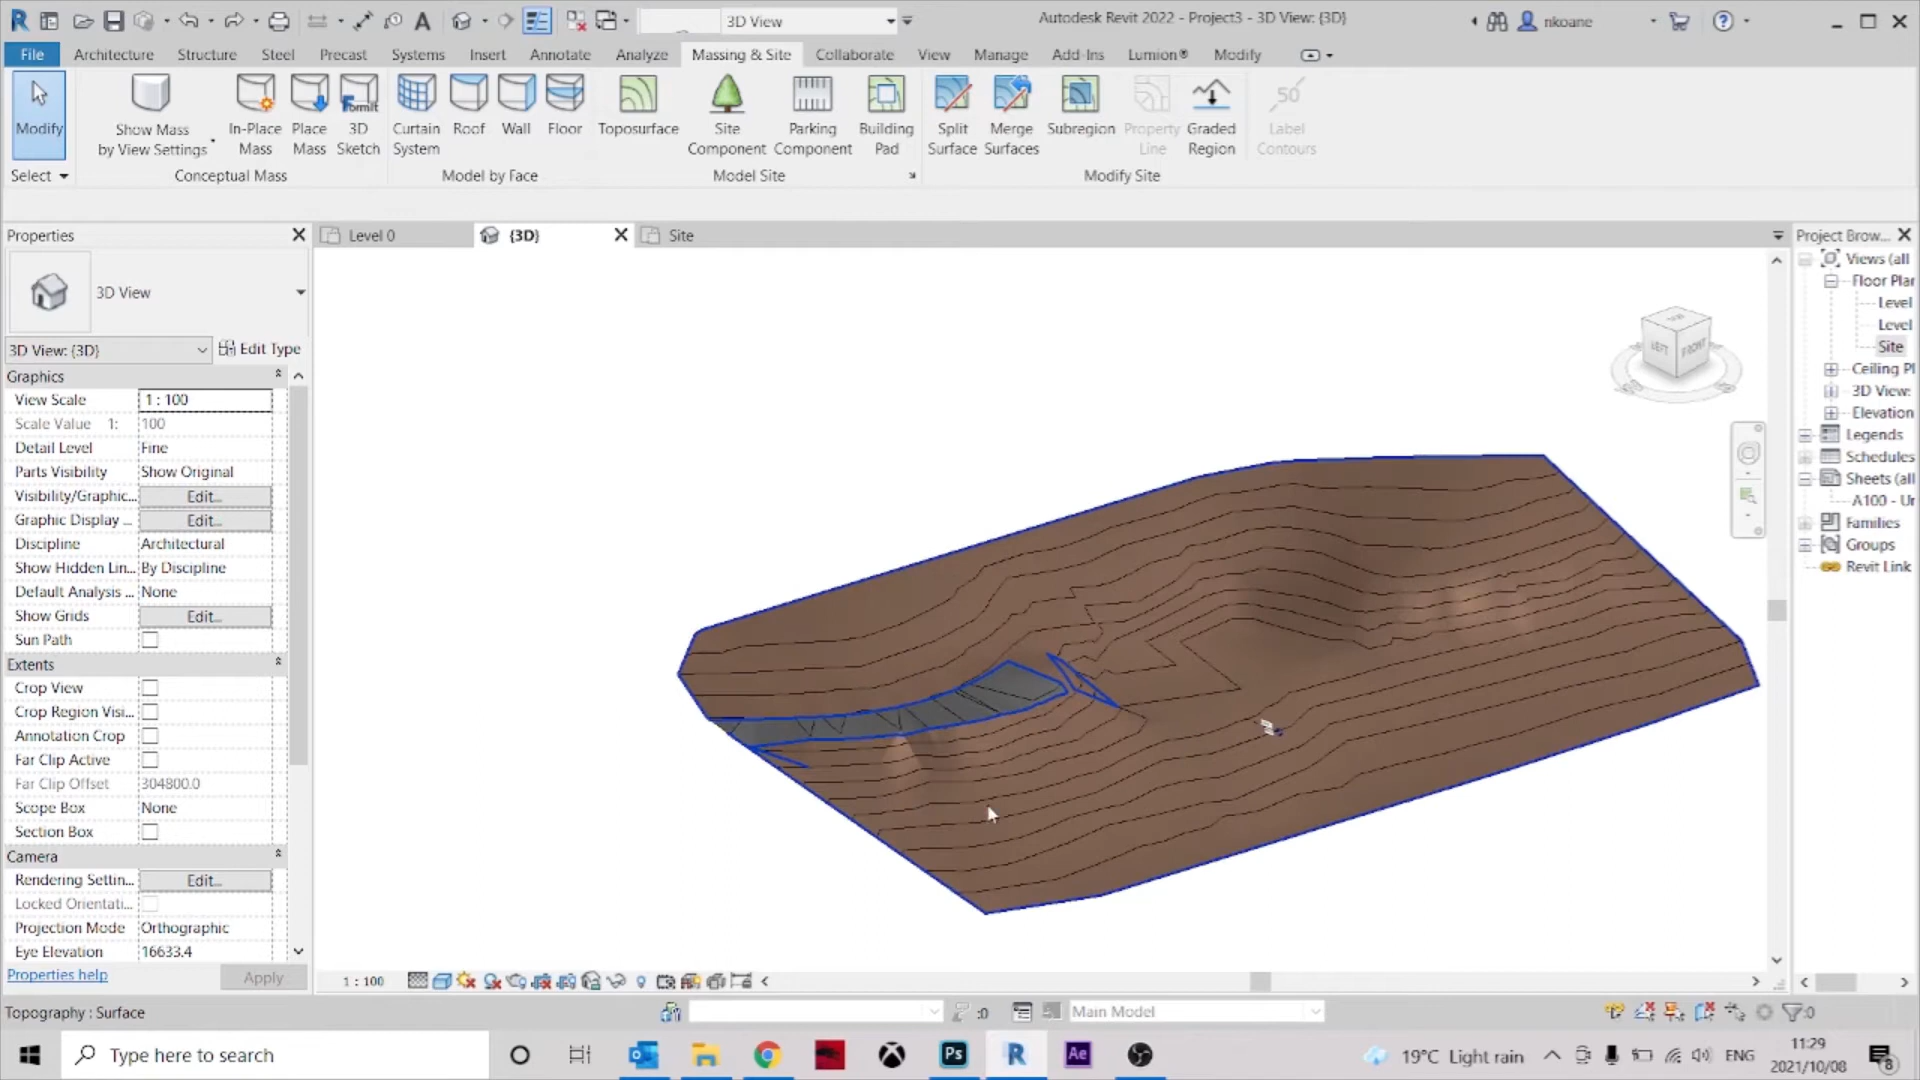 3D View
Autodesk Revit 2022 - Project3 - 3D View: {3D}
nkoane
File
Architecture
Structure
Steel
Precast
Systems
Insert
Annotate
Analyze
Massing & Site
Collaborate
View
Manage
Add-Ins
Lumion®
Modify
Modify
Show Mass
by View Settings
In-Place
Mass
Place
Mass
FormIt
3D
Sketch
Curtain
System
Roof
Wall
Floor
Toposurface
Site
Component
Parking
Component
Building
Pad
Split
Surface
Merge
Surfaces
Subregion
Property
Line
Graded
Region
50
Label
Contours
Select
Conceptual Mass
Model by Face
Model Site
Modify Site
Properties
Level 0
{3D}
Site
Project Brow...
3D View
3D View: {3D}
Edit Type
Graphics
View Scale
1 : 100
Scale Value 1:
100
Detail Level
Fine
Parts Visibility
Show Original
Visibility/Graphic...
Edit...
Graphic Display ...
Edit...
Discipline
Architectural
Show Hidden Lin...
By Discipline
Default Analysis ...
None
Show Grids
Edit...
Sun Path
Extents
Crop View
Crop Region Visi...
Annotation Crop
Far Clip Active
Far Clip Offset
304800.0
Scope Box
None
Section Box
Camera
Rendering Settin...
Edit...
Locked Orientati...
Projection Mode
Orthographic
Eye Elevation
16633.4
Properties help
Apply
LEFT
FRONT
Views (all
Floor Plan
Level
Level
Site
Ceiling Pl
3D View:
Elevation
Legends
Schedules
Sheets (all
A100 - Un
Families
Groups
Revit Link
1 : 100
Topography : Surface
:0
Main Model
:0
Type here to search
Ps
R
Ae
19°C Light rain
ENG
11:29
2021/10/08
8